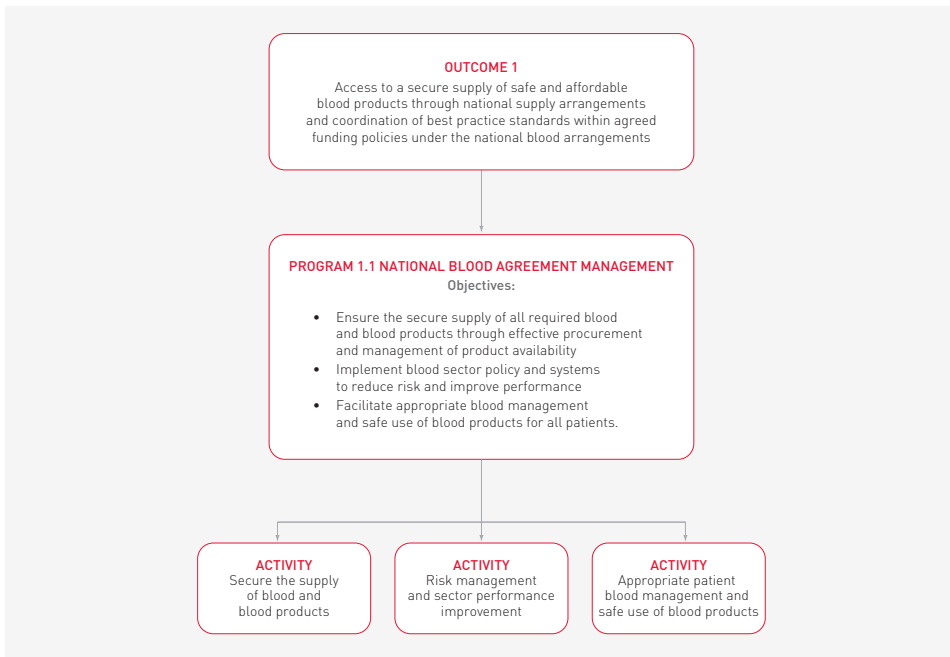 OUTCOME 1
Access to a secure supply of safe and affordable
blood products through national supply arrangements
and coordination of best practice standards within agreed
funding policies under the national blood arrangements
PROGRAM 1.1 NATIONAL BLOOD AGREEMENT MANAGEMENT
Objectives:
• Ensure the secure supply of all required blood
and blood products through effective procurement
and management of product availability
• Implement blood sector policy and systems
to reduce risk and improve performance
• Facilitate appropriate blood management
and safe use of blood products for all patients.
ACTIVITY
Secure the supply
of blood and
blood products
ACTIVITY
Risk management
and sector performance
improvement
ACTIVITY
Appropriate patient
blood management and
safe use of blood products